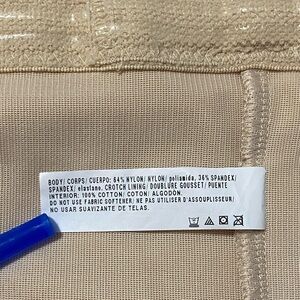 BODY/ CORPS/ CUERPO: 64% NYLON/ NYLON/ poliamida, 36% SPANDEX/
SPANDEX/ elastano. CROTCH LINING/ DOUBLURE GOUSSET/ PUENTE
INTERIOR: 100% COTTON/ COTON/ ALGODON.
DO NOT USE FABRIC SOFTENER/ NE PAS UTILISER D'ASSOUPLISSEUR/
NO USAR SUAVIZANTE DE TELAS.